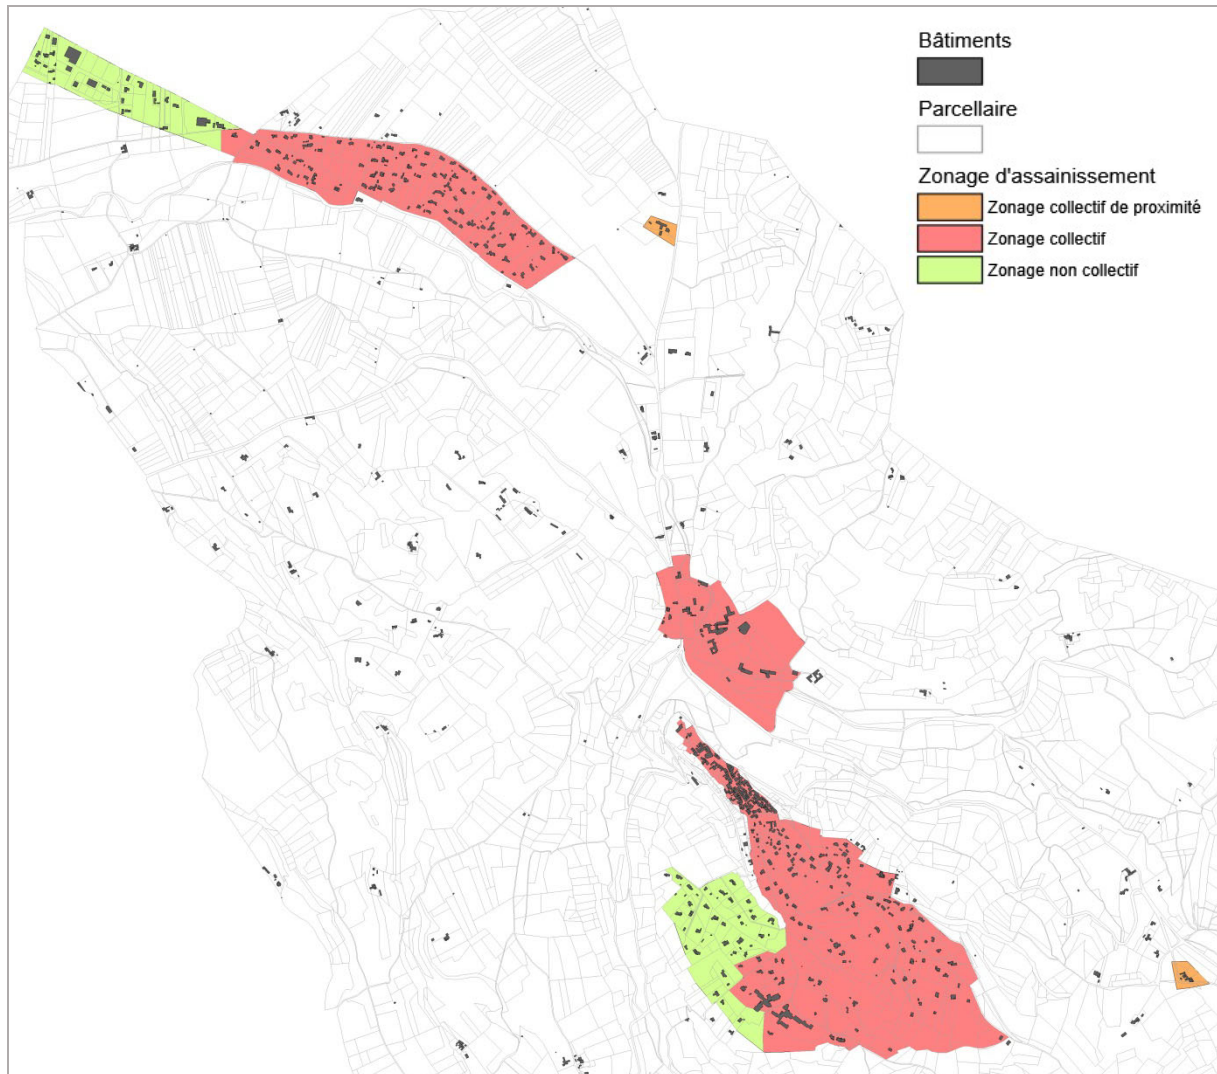 Bâtiments
Parcellaire
Zonage d'assainissement
Zonage collectif de proximité
Zonage collectif
Zonage non collectif